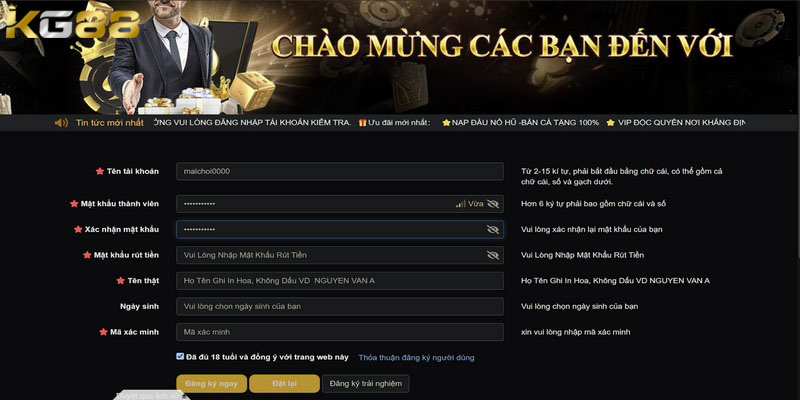 KG88
CHÀO MỪNG CÁC BẠN ĐẾN VỚI
Tin tức mới nhất
VUI LÒNG ĐĂNG NHẬP TÀI KHOẢN KIỂM TRA.
Ưu đãi mới nhất:
NẠP ĐẦU NỔ HŨ -BẮN CÁ TẶNG 100%
VIP ĐỘC QUYỀN NƠI KHẲNG
Tên tài khoản
maichoi0000
Từ 2-15 kí tự, phải bắt đầu bằng chữ cái, có thể gồm cả
chữ cái, số và gạch dưới.
Mật khẩu thành viên
•••••••••••
Vừa
Hơn 6 ký tự phải bao gồm chữ cái và số
Xác nhận mật khẩu
•••••••••••
Vui lòng xác nhận lại mật khẩu của bạn
Mật khẩu rút tiền
Vui Lòng Nhập Mật Khẩu Rút Tiền
Vui Lòng Nhập Mật Khẩu Rút Tiền
Tên thật
Họ Tên Ghi In Hoa, Không Dấu VD NGUYEN VAN A
Họ Tên Ghi In Hoa, Không Dấu VD NGUYEN VAN A
Ngày sinh
Vui lòng chọn ngày sinh của bạn
Vui lòng chọn ngày sinh của bạn
Mã xác minh
Mã xác minh
xin vui lòng nhập mã xác minh
Đã đủ 18 tuổi và đồng ý với trang web này
Thỏa thuận đăng ký người dùng
Đăng ký ngay
Đặt lại
Đăng ký trải nghiệm